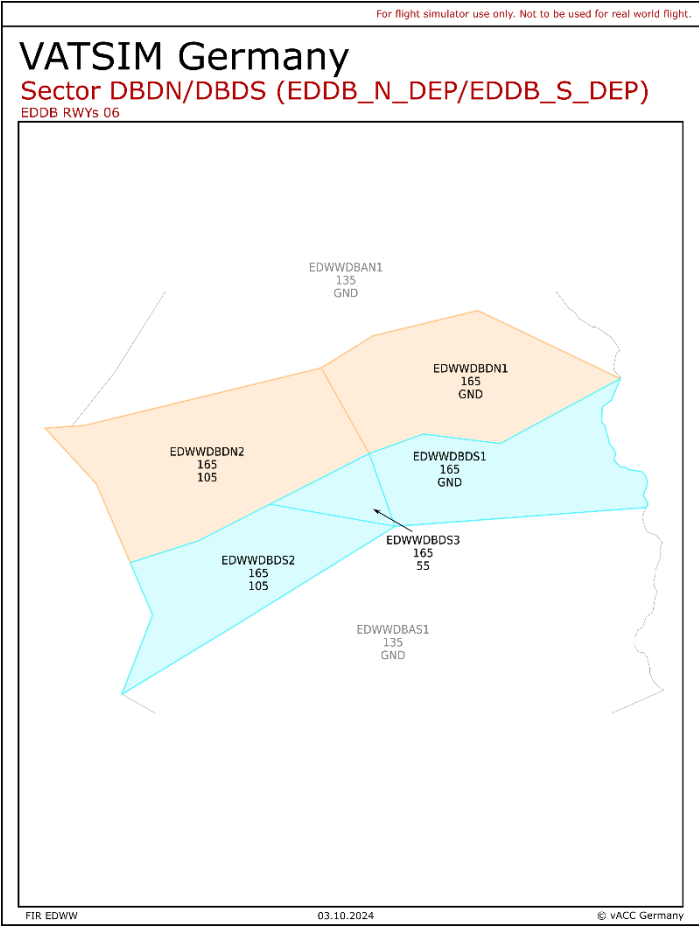 For flight simulator use only. Not to be used for real world flight.
VATSIM Germany
Sector DBDN/DBDS (EDDB_N_DEP/EDDB_S_DEP)
EDDB RWYs 06
EDWWDBAN1
135
GND
EDWWDBDN1
165
GND
EDWWDBDN2
165
105
EDWWDBDS1
165
GND
EDWWDBDS3
165
55
EDWWDBDS2
165
105
EDWWDBAS1
135
GND
FIR EDWW
03.10.2024
© vACC Germany